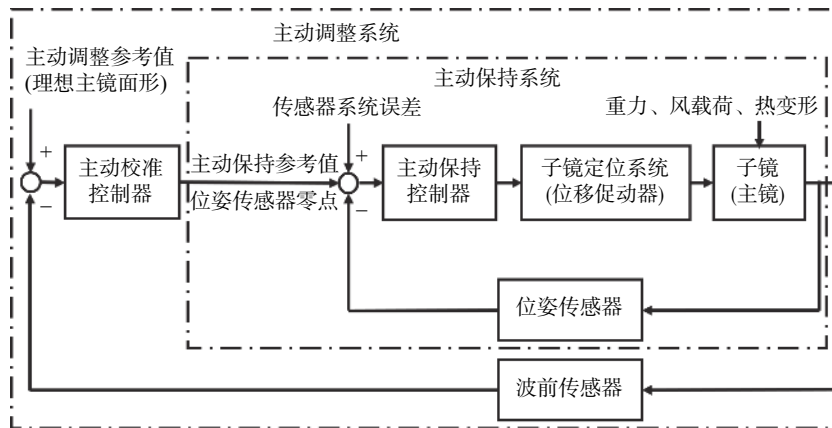 主动调整系统
主动调整参考值
(理想主镜面形)
主动保持系统
传感器系统误差
重力、风载荷、热变形
+
+
主动校准
控制器
主动保持参考值
位姿传感器零点
主动保持
控制器
子镜定位系统
(位移促动器)
子镜
(主镜)
−
−
位姿传感器
波前传感器